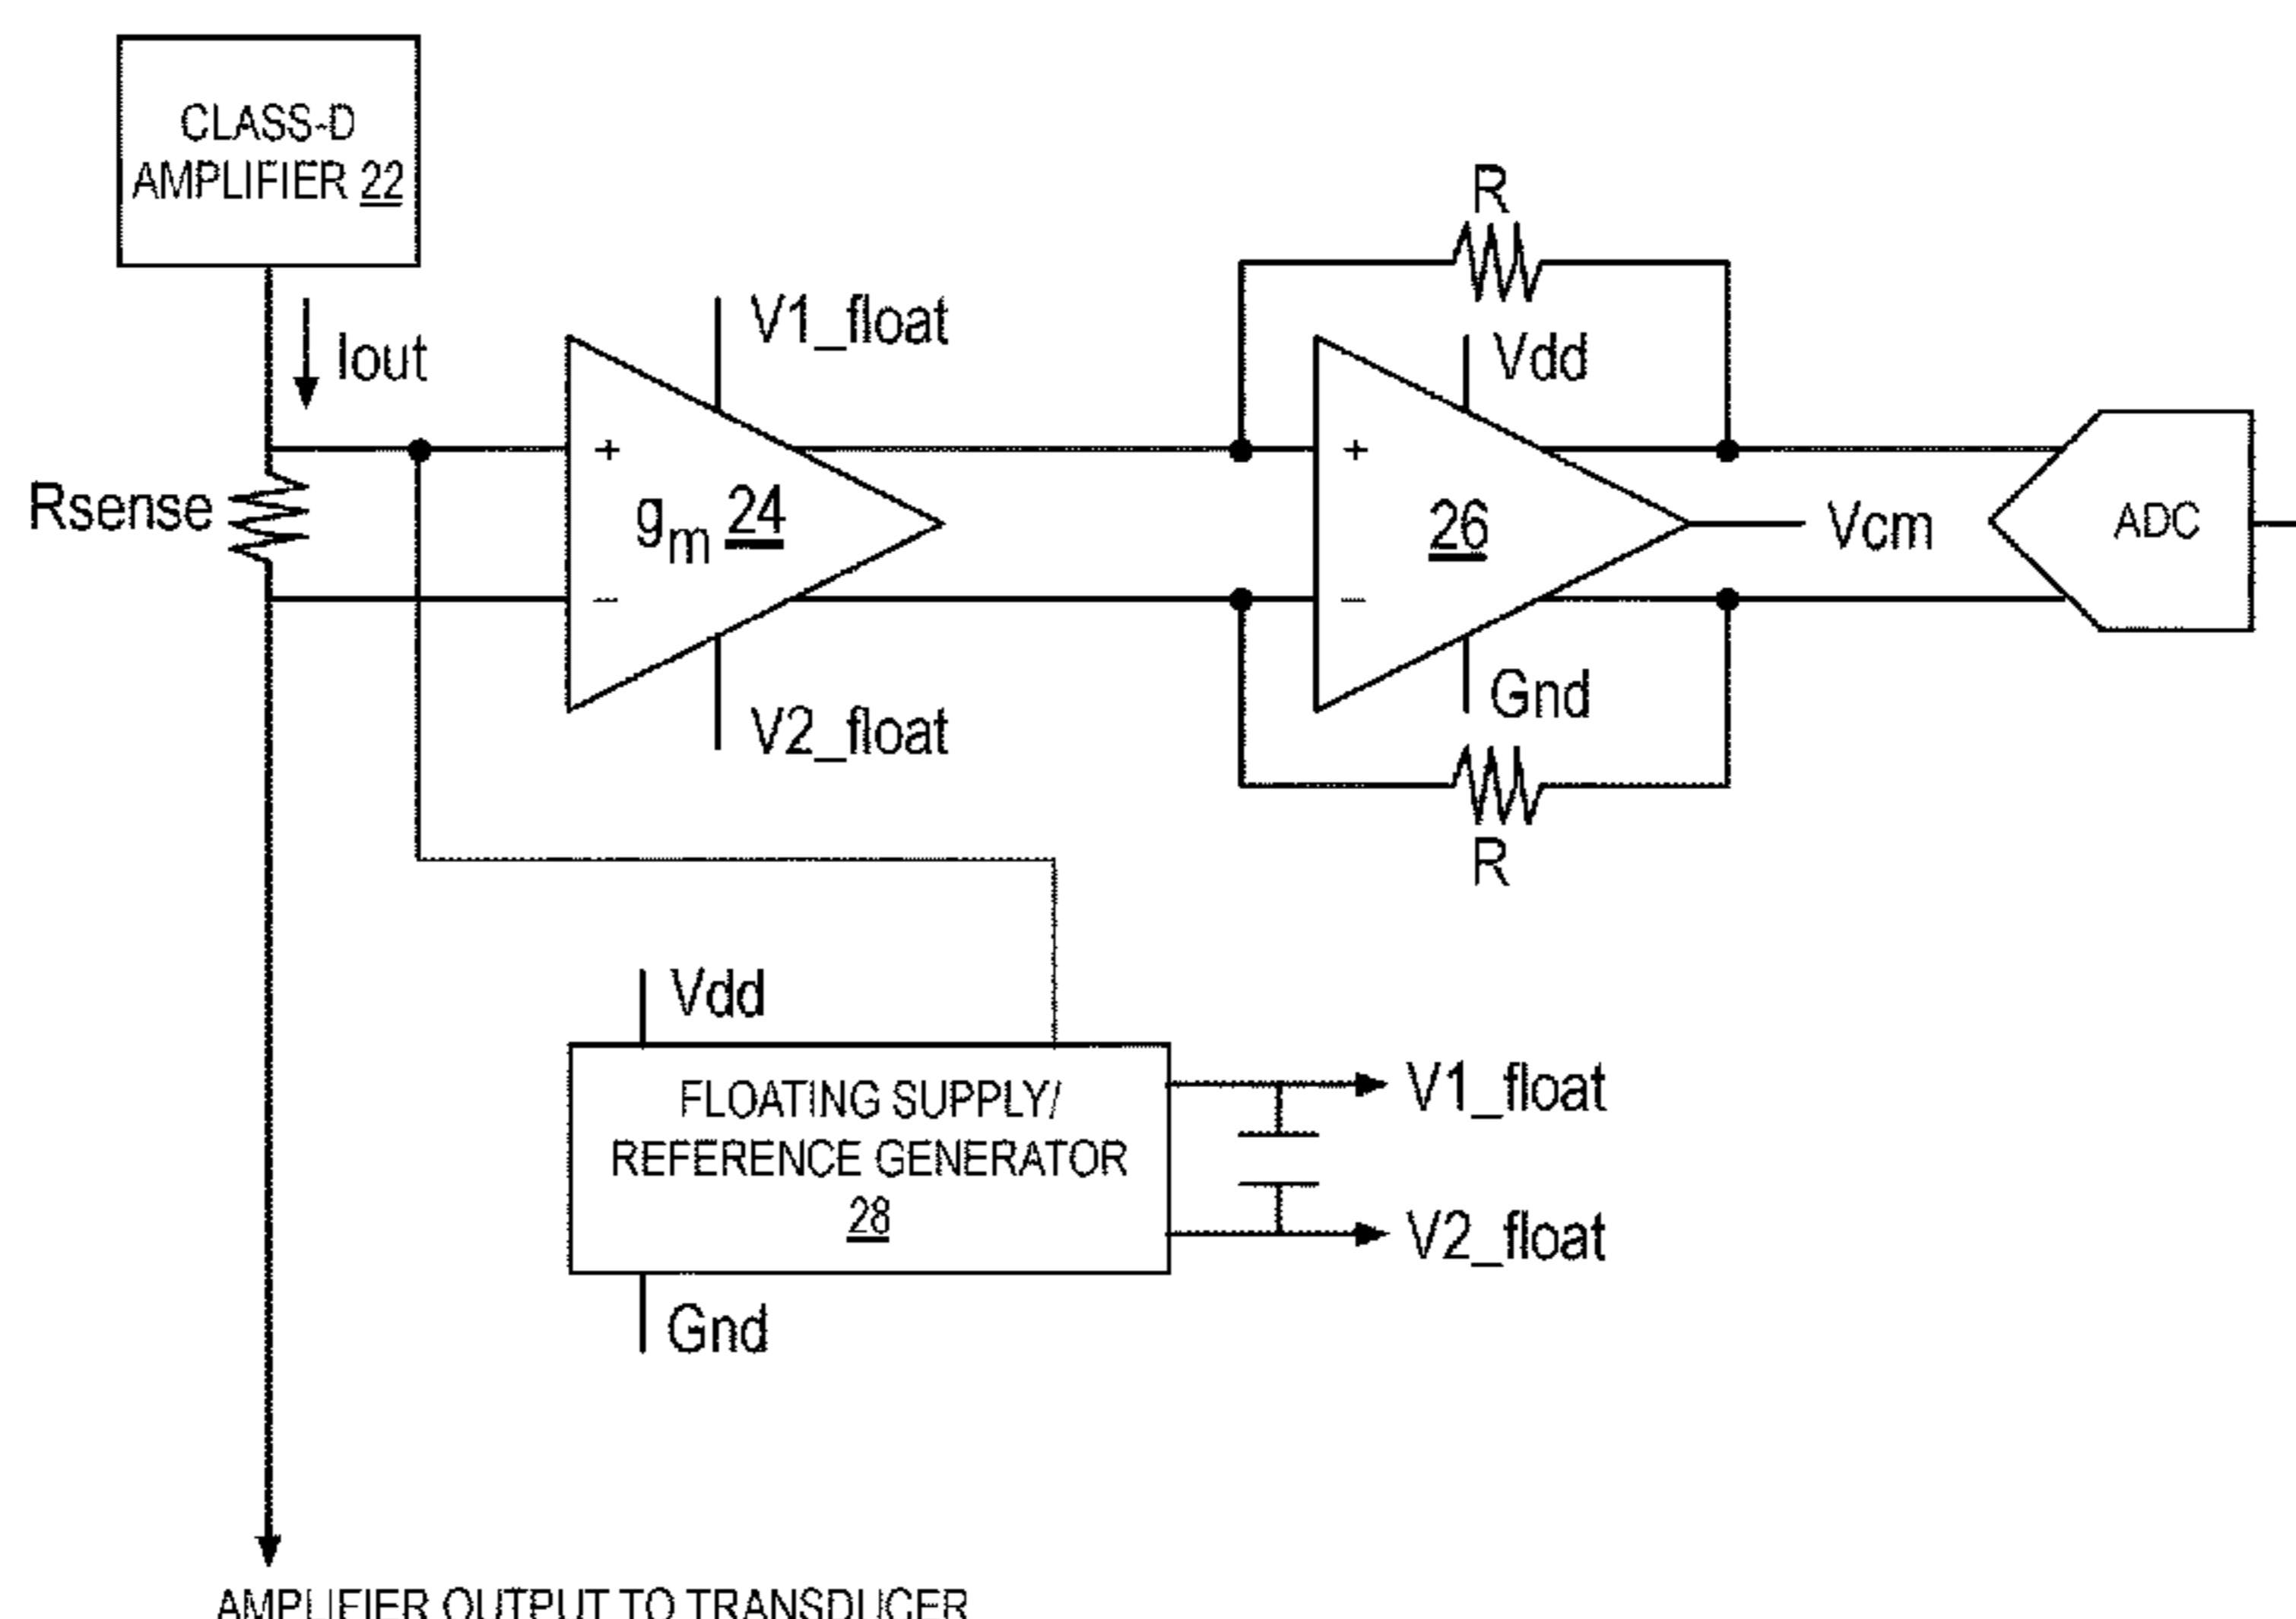 CLASS-D
AMPLIFIER 22
Iout
Rsense
V1_float
+
gm 24
–
V2_float
R
Vdd
+
26
–
Gnd
R
Vcm
ADC
Vdd
FLOATING SUPPLY/
REFERENCE GENERATOR
28
Gnd
V1_float
V2_float
AMPLIFIER OUTPUT TO TRANSDUCER